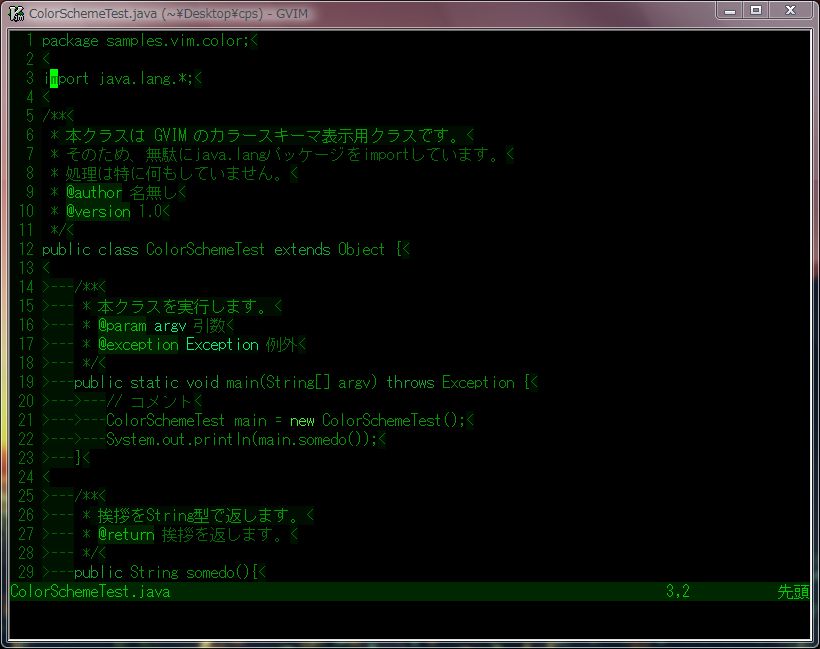 ColorSchemeTest.java (~¥Desktop¥cps) - GVIM
1 package samples.vim.color;<
2 <
3 import java.lang.*;<
4 <
5 /**<
6  * 本クラスは GVIM のカラースキーマ表示用クラスです。<
7  * そのため、無駄にjava.langパッケージをimportしています。<
8  * 処理は特に何もしていません。<
9  * @author 名無し<
10  * @version 1.0<
11  */<
12 public class ColorSchemeTest extends Object {<
13 <
14 >---/**<
15 >--- * 本クラスを実行します。<
16 >--- * @param argv 引数<
17 >--- * @exception Exception 例外<
18 >--- */<
19 >---public static void main(String[] argv) throws Exception {<
20 >--->---// コメント<
21 >--->---ColorSchemeTest main = new ColorSchemeTest();<
22 >--->---System.out.println(main.somedo());<
23 >---}<
24 <
25 >---/**<
26 >--- * 挨拶をString型で返します。<
27 >--- * @return 挨拶を返します。<
28 >--- */<
29 >---public String somedo(){<
ColorSchemeTest.java 3,2 先頭